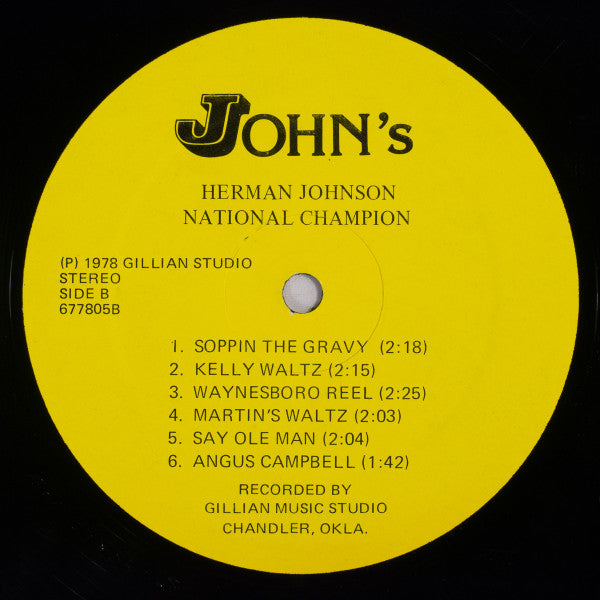 JOHN's
HERMAN JOHNSON
NATIONAL CHAMPION
(P) 1978 GILLIAN STUDIO
STEREO
SIDE B
677805B
1. SOPPIN THE GRAVY (2:18)
2. KELLY WALTZ (2:15)
3. WAYNESBORO REEL (2:25)
4. MARTIN'S WALTZ (2:03)
5. SAY OLE MAN (2:04)
6. ANGUS CAMPBELL (1:42)
RECORDED BY
GILLIAN MUSIC STUDIO
CHANDLER, OKLA.